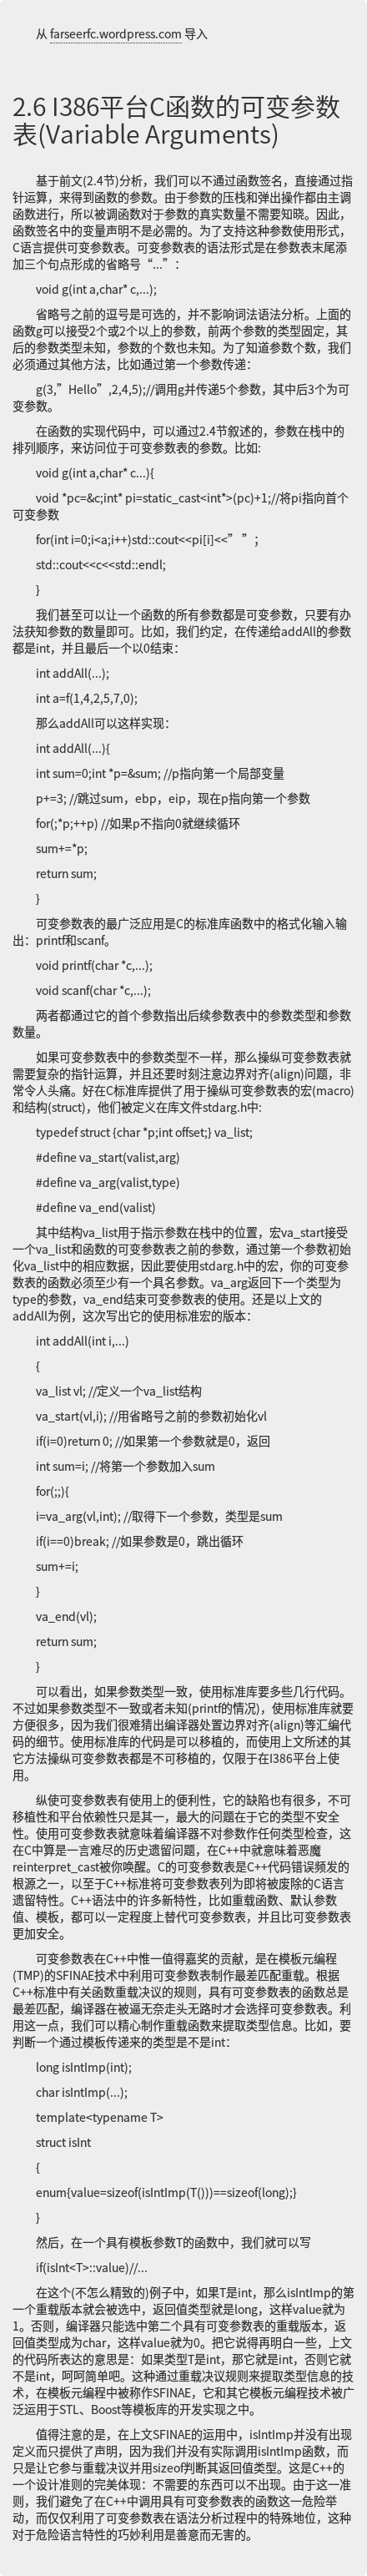 从 farseerfc.wordpress.com 导入
2.6 I386平台C函数的可变参数
表(Variable Arguments)
基于前文(2.4节)分析，我们可以不通过函数签名，直接通过指
针运算，来得到函数的参数。由于参数的压栈和弹出操作都由主调
函数进行，所以被调函数对于参数的真实数量不需要知晓。因此，
函数签名中的变量声明不是必需的。为了支持这种参数使用形式，
C语言提供可变参数表。可变参数表的语法形式是在参数表末尾添
加三个句点形成的省略号“...”：
void g(int a,char* c,...);
省略号之前的逗号是可选的，并不影响词法语法分析。上面的
函数g可以接受2个或2个以上的参数，前两个参数的类型固定，其
后的参数类型未知，参数的个数也未知。为了知道参数个数，我们
必须通过其他方法，比如通过第一个参数传递：
g(3,”Hello”,2,4,5);//调用g并传递5个参数，其中后3个为可
变参数。
在函数的实现代码中，可以通过2.4节叙述的，参数在栈中的
排列顺序，来访问位于可变参数表的参数。比如:
void g(int a,char* c...){
void *pc=&c;int* pi=static_cast<int*>(pc)+1;//将pi指向首个
可变参数
for(int i=0;i<a;i++)std::cout<<pi[i]<<” ”；
std::cout<<c<<std::endl;
}
我们甚至可以让一个函数的所有参数都是可变参数，只要有办
法获知参数的数量即可。比如，我们约定，在传递给addAll的参数
都是int，并且最后一个以0结束：
int addAll(...);
int a=f(1,4,2,5,7,0);
那么addAll可以这样实现：
int addAll(...){
int sum=0;int *p=&sum; //p指向第一个局部变量
p+=3; //跳过sum，ebp，eip，现在p指向第一个参数
for(;*p;++p) //如果p不指向0就继续循环
sum+=*p;
return sum;
}
可变参数表的最广泛应用是C的标准库函数中的格式化输入输
出：printf和scanf。
void printf(char *c,...);
void scanf(char *c,...);
两者都通过它的首个参数指出后续参数表中的参数类型和参数
数量。
如果可变参数表中的参数类型不一样，那么操纵可变参数表就
需要复杂的指针运算，并且还要时刻注意边界对齐(align)问题，非
常令人头痛。好在C标准库提供了用于操纵可变参数表的宏(macro)
和结构(struct)，他们被定义在库文件stdarg.h中:
typedef struct {char *p;int offset;} va_list;
#define va_start(valist,arg)
#define va_arg(valist,type)
#define va_end(valist)
其中结构va_list用于指示参数在栈中的位置，宏va_start接受
一个va_list和函数的可变参数表之前的参数，通过第一个参数初始
化va_list中的相应数据，因此要使用stdarg.h中的宏，你的可变参
数表的函数必须至少有一个具名参数。va_arg返回下一个类型为
type的参数，va_end结束可变参数表的使用。还是以上文的
addAll为例，这次写出它的使用标准宏的版本：
int addAll(int i,...)
{
va_list vl; //定义一个va_list结构
va_start(vl,i); //用省略号之前的参数初始化vl
if(i=0)return 0; //如果第一个参数就是0，返回
int sum=i; //将第一个参数加入sum
for(;;){
i=va_arg(vl,int); //取得下一个参数，类型是sum
if(i==0)break; //如果参数是0，跳出循环
sum+=i;
}
va_end(vl);
return sum;
}
可以看出，如果参数类型一致，使用标准库要多些几行代码。
不过如果参数类型不一致或者未知(printf的情况)，使用标准库就要
方便很多，因为我们很难猜出编译器处置边界对齐(align)等汇编代
码的细节。使用标准库的代码是可以移植的，而使用上文所述的其
它方法操纵可变参数表都是不可移植的，仅限于在I386平台上使
用。
纵使可变参数表有使用上的便利性，它的缺陷也有很多，不可
移植性和平台依赖性只是其一，最大的问题在于它的类型不安全
性。使用可变参数表就意味着编译器不对参数作任何类型检查，这
在C中算是一言难尽的历史遗留问题，在C++中就意味着恶魔
reinterpret_cast被你唤醒。C的可变参数表是C++代码错误频发的
根源之一，以至于C++标准将可变参数表列为即将被废除的C语言
遗留特性。C++语法中的许多新特性，比如重载函数、默认参数
值、模板，都可以一定程度上替代可变参数表，并且比可变参数表
更加安全。
可变参数表在C++中惟一值得嘉奖的贡献，是在模板元编程
(TMP)的SFINAE技术中利用可变参数表制作最差匹配重载。根据
C++标准中有关函数重载决议的规则，具有可变参数表的函数总是
最差匹配，编译器在被逼无奈走头无路时才会选择可变参数表。利
用这一点，我们可以精心制作重载函数来提取类型信息。比如，要
判断一个通过模板传递来的类型是不是int：
long isIntImp(int);
char isIntImp(...);
template<typename T>
struct isInt
{
enum{value=sizeof(isIntImp(T()))==sizeof(long);}
}
然后，在一个具有模板参数T的函数中，我们就可以写
if(isInt<T>::value)//...
在这个(不怎么精致的)例子中，如果T是int，那么isIntImp的第
一个重载版本就会被选中，返回值类型就是long，这样value就为
1。否则，编译器只能选中第二个具有可变参数表的重载版本，返
回值类型成为char，这样value就为0。把它说得再明白一些，上文
的代码所表达的意思是：如果类型T是int，那它就是int，否则它就
不是int，呵呵简单吧。这种通过重载决议规则来提取类型信息的技
术，在模板元编程中被称作SFINAE，它和其它模板元编程技术被广
泛运用于STL、Boost等模板库的开发实现之中。
值得注意的是，在上文SFINAE的运用中，isIntImp并没有出现
定义而只提供了声明，因为我们并没有实际调用isIntImp函数，而
只是让它参与重载决议并用sizeof判断其返回值类型。这是C++的
一个设计准则的完美体现：不需要的东西可以不出现。由于这一准
则，我们避免了在C++中调用具有可变参数表的函数这一危险举
动，而仅仅利用了可变参数表在语法分析过程中的特殊地位，这种
对于危险语言特性的巧妙利用是善意而无害的。